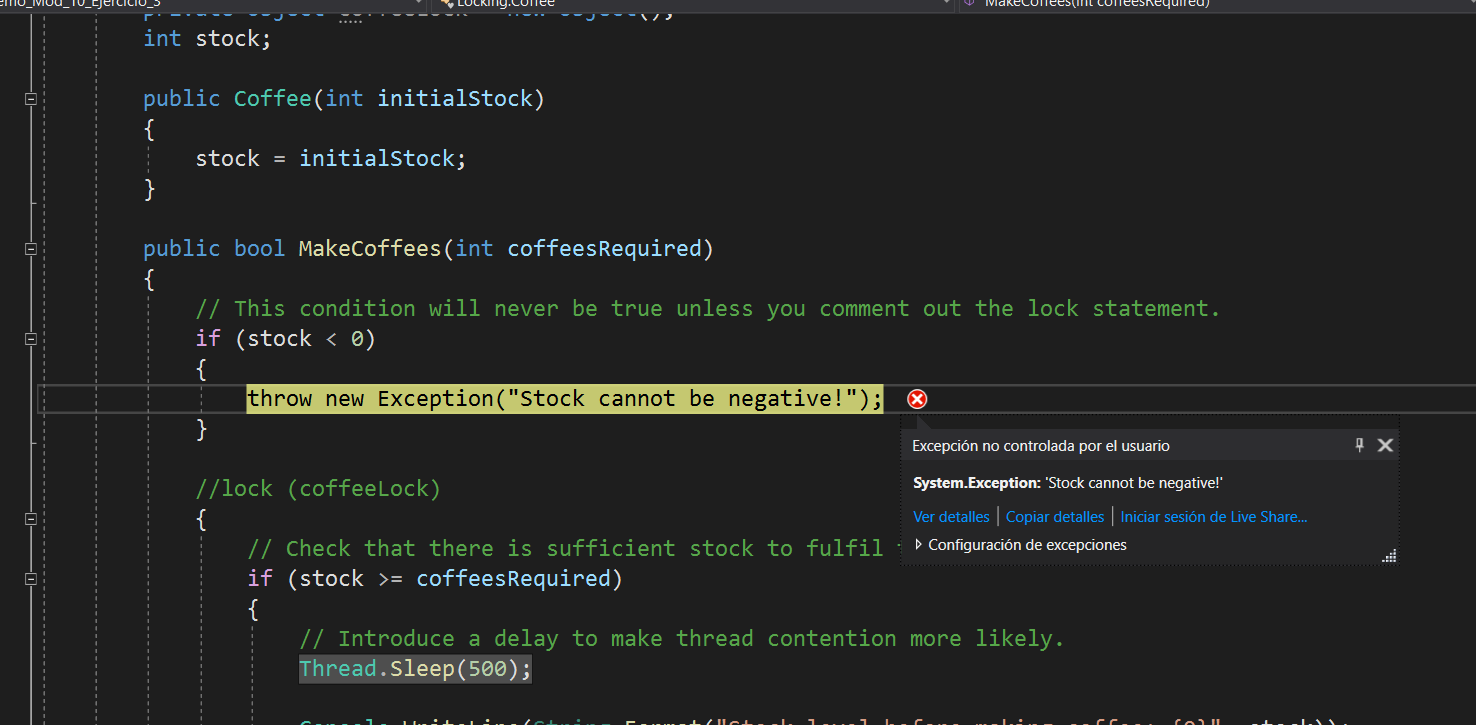 emo_Mod_10_Ejercicio_3 Locking.Coffee MakeCoffees(int coffeesRequired)
private object coffeeLock = new object();
int stock;
public Coffee(int initialStock)
{
stock = initialStock;
}
public bool MakeCoffees(int coffeesRequired)
{
// This condition will never be true unless you comment out the lock statement.
if (stock < 0)
{
throw new Exception("Stock cannot be negative!");
}
Excepción no controlada por el usuario
System.Exception: 'Stock cannot be negative!'
Ver detalles | Copiar detalles | Iniciar sesión de Live Share...
Configuración de excepciones
//lock (coffeeLock)
{
// Check that there is sufficient stock to fulfil
if (stock >= coffeesRequired)
{
// Introduce a delay to make thread contention more likely.
Thread.Sleep(500);
Console.WriteLine(String.Format("Stock level before making coffee: {0}", stock));